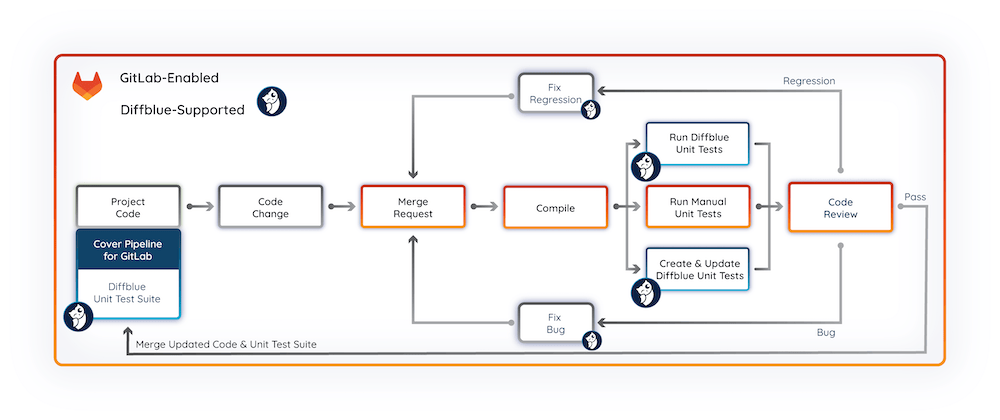 GitLab-Enabled
Diffblue-Supported
Fix
Regression
Regression
Run Diffblue
Unit Tests
Project
Code
Code
Change
Merge
Request
Compile
Run Manual
Unit Tests
Code
Review
Pass
Cover Pipeline
for GitLab
Diffblue
Unit Test Suite
Create & Update
Diffblue Unit Tests
Fix
Bug
Bug
Merge Updated Code & Unit Test Suite